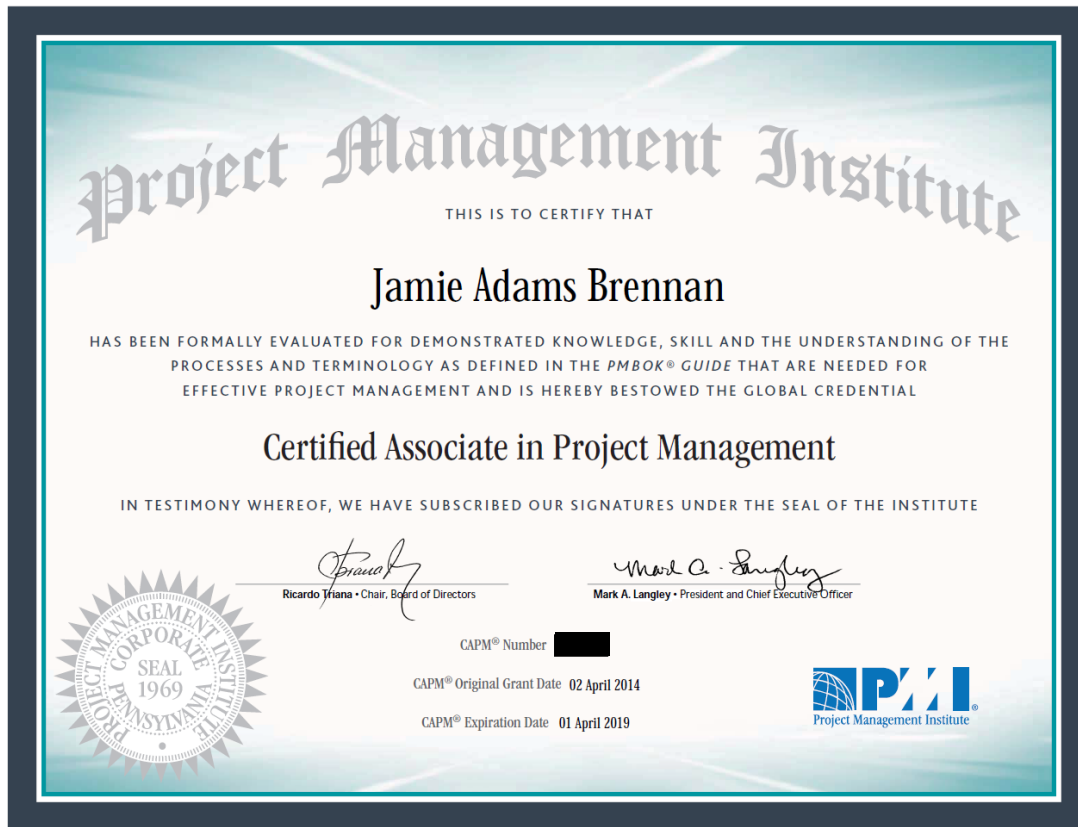 Project Management Institute
THIS IS TO CERTIFY THAT
Jamie Adams Brennan
HAS BEEN FORMALLY EVALUATED FOR DEMONSTRATED KNOWLEDGE, SKILL AND THE UNDERSTANDING OF THE
PROCESSES AND TERMINOLOGY AS DEFINED IN THE PMBOK® GUIDE THAT ARE NEEDED FOR
EFFECTIVE PROJECT MANAGEMENT AND IS HEREBY BESTOWED THE GLOBAL CREDENTIAL
Certified Associate in Project Management
IN TESTIMONY WHEREOF, WE HAVE SUBSCRIBED OUR SIGNATURES UNDER THE SEAL OF THE INSTITUTE
Mark A. Langley
Ricardo Triana • Chair, Board of Directors
Mark A. Langley • President and Chief Executive Officer
CAPM® Number
CAPM® Original Grant Date 02 April 2014
CAPM® Expiration Date 01 April 2019
PROJECT MANAGEMENT INSTITUTE
CORPORATE
SEAL
1969
PENNSYLVANIA
PMI®
Project Management Institute